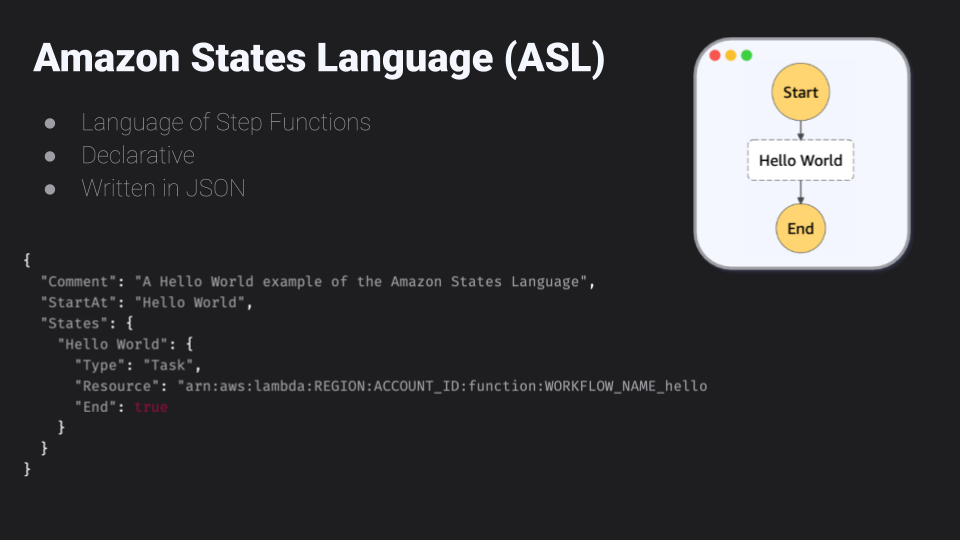 Amazon States Language (ASL)
● Language of Step Functions
● Declarative
● Written in JSON
Start
Hello World
End
{
  "Comment": "A Hello World example of the Amazon States Language",
  "StartAt": "Hello World",
  "States": {
    "Hello World": {
      "Type": "Task",
      "Resource": "arn:aws:lambda:REGION:ACCOUNT_ID:function:WORKFLOW_NAME_hello
      "End": true
    }
  }
}